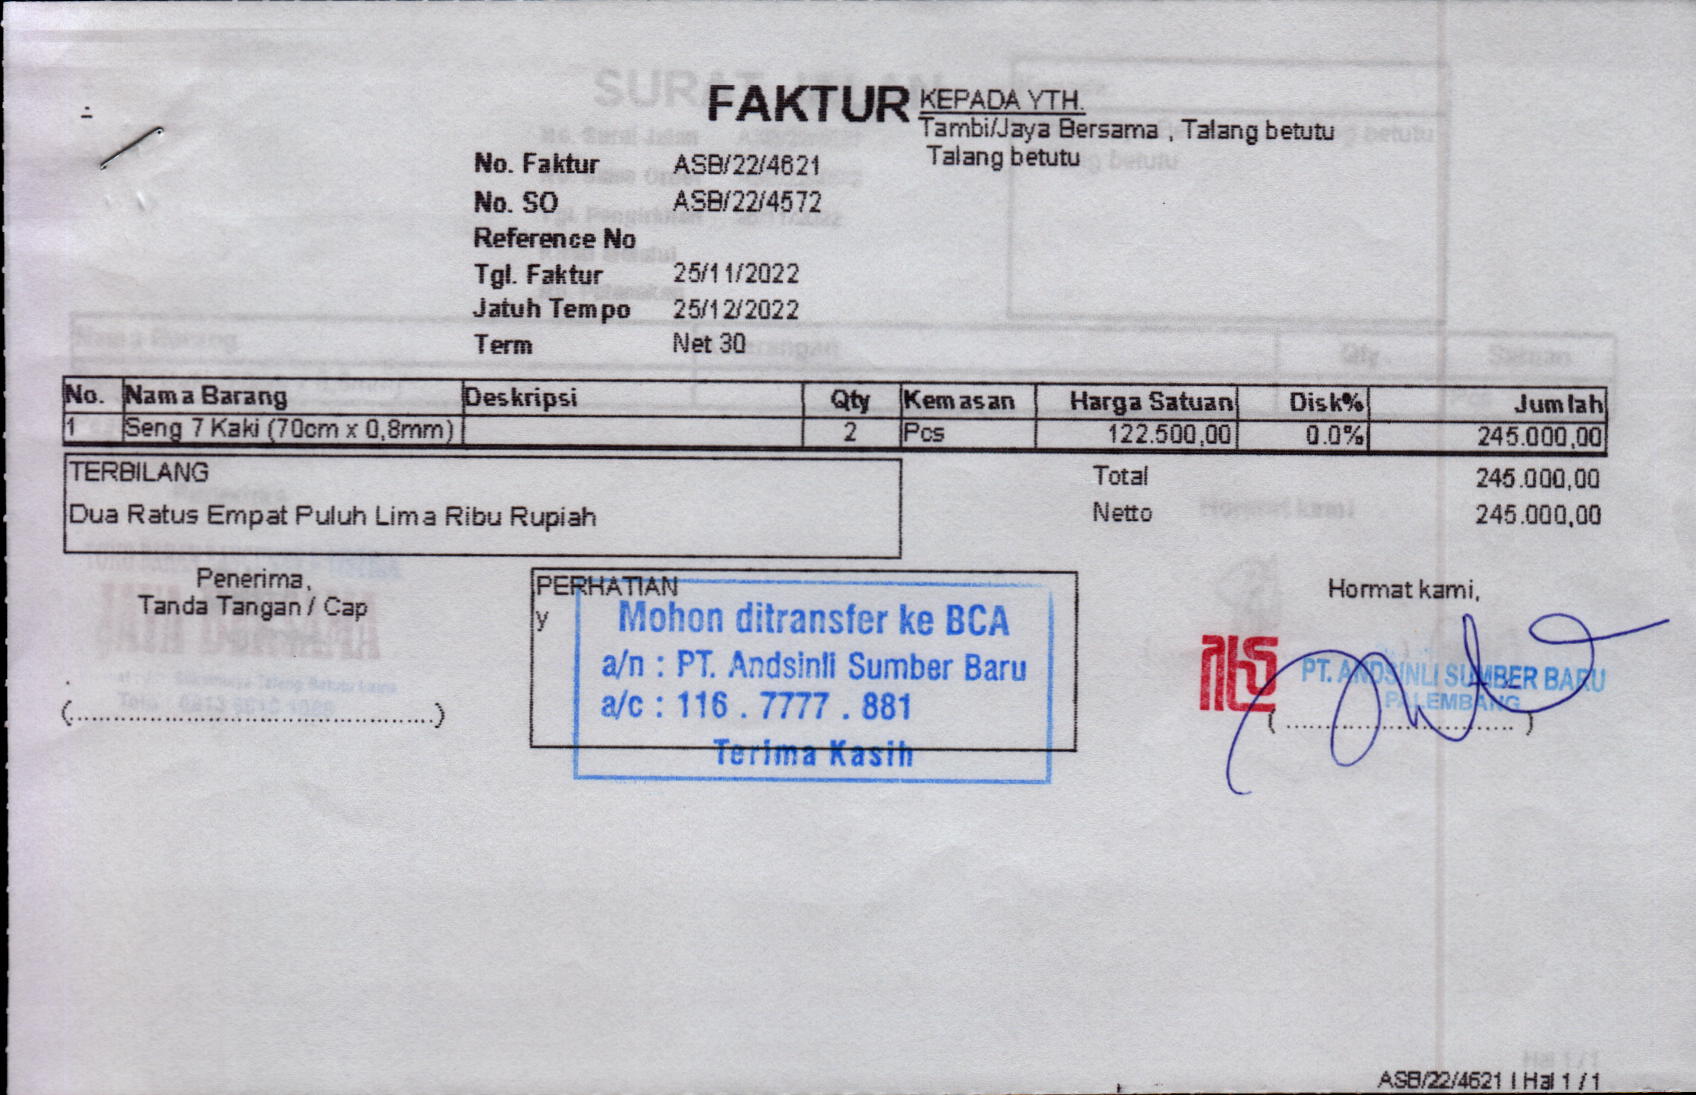 FAKTUR
KEPADA YTH.
Tambi/Jaya Bersama , Talang betutu
Talang betutu
No. Faktur ASB/22/4621
No. SO ASB/22/4572
Reference No
Tgl. Faktur 25/11/2022
Jatuh Tempo 25/12/2022
Term Net 30
No. Nama Barang Deskripsi Qty Kemasan Harga Satuan Disk% Jumlah
1 Seng 7 Kaki (70cm x 0,8mm) 2 Pcs 122.500,00 0.0% 245.000,00
TERBILANG
Dua Ratus Empat Puluh Lima Ribu Rupiah
Total 245.000,00
Netto 245.000,00
Penerima,
Tanda Tangan / Cap
(..........................................)
PERHATIAN
y
Mohon ditransfer ke BCA
a/n : PT. Andsinli Sumber Baru
a/c : 116 . 7777 . 881
Terima Kasih
Hormat kami,
PT. ANDSINLI SUMBER BARU
PALEMBANG
(..........................................)
ASB/22/4621 | Hal 1 / 1